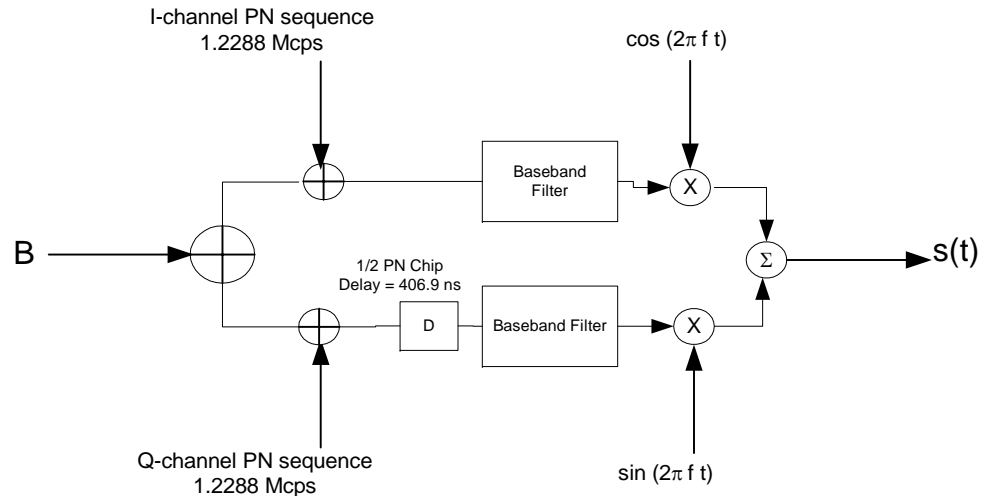 I-channel PN sequence
1.2288 Mcps
cos (2π f t)
Baseband
Filter
X
B
Σ
s(t)
1/2 PN Chip
Delay = 406.9 ns
D
Baseband Filter
X
Q-channel PN sequence
1.2288 Mcps
sin (2π f t)